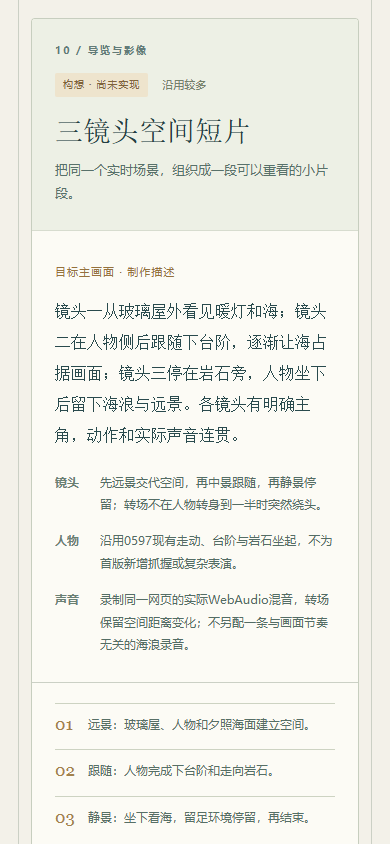 10 / 导览与影像
构想 · 尚未实现 沿用较多
三镜头空间短片
把同一个实时场景，组织成一段可以重看的小片
段。
目标主画面 · 制作描述
镜头一从玻璃屋外看见暖灯和海；镜头
二在人物侧后跟随下台阶，逐渐让海占
据画面；镜头三停在岩石旁，人物坐下
后留下海浪与远景。各镜头有明确主
角，动作和实际声音连贯。
镜头 先远景交代空间，再中景跟随，再静景停
留；转场不在人物转身到一半时突然绕头。
人物 沿用0597现有走动、台阶与岩石坐起，不为
首版新增抓握或复杂表演。
声音 录制同一网页的实际WebAudio混音，转场
保留空间距离变化；不另配一条与画面节奏
无关的海浪录音。
01 远景：玻璃屋、人物和夕照海面建立空间。
02 跟随：人物完成下台阶和走向岩石。
03 静景：坐下看海，留足环境停留，再结束。